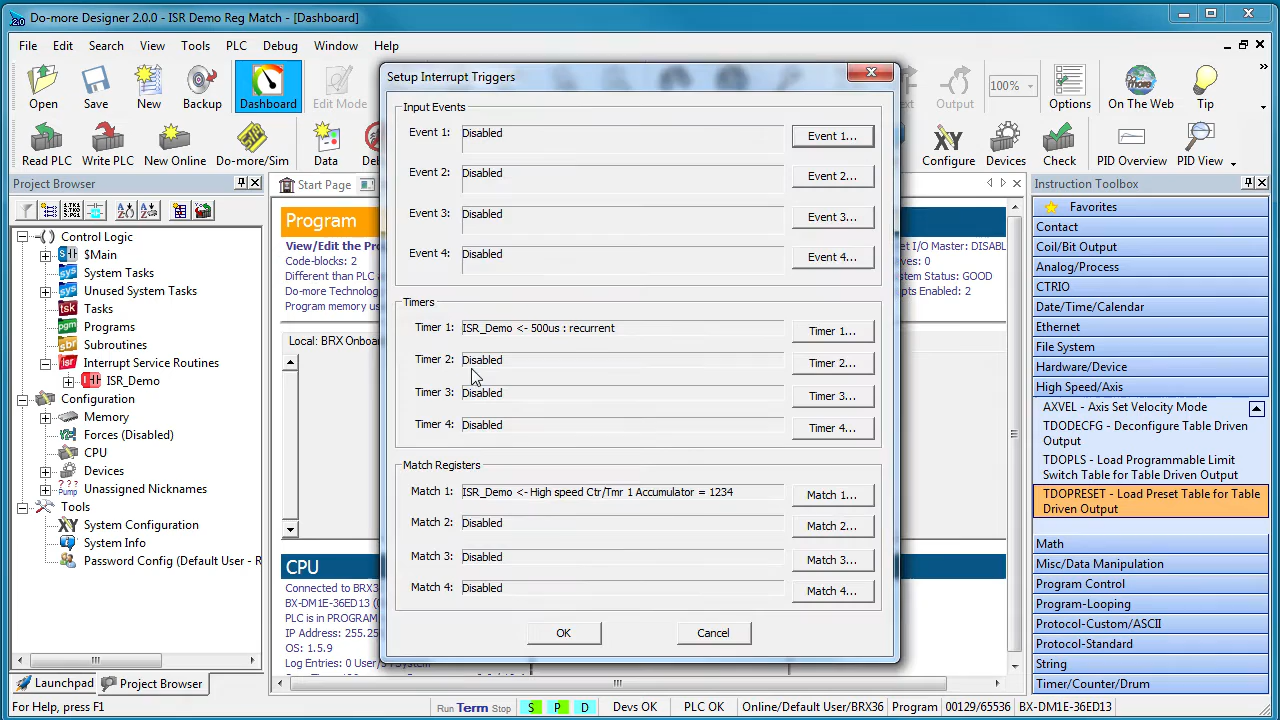 Do-more Designer 2.0.0 - ISR Demo Reg Match - [Dashboard]
2.0
File Edit Search View Tools PLC Debug Window Help
Open Save New Backup Dashboard Edit Mode Output 100% Options On The Web Tip
Read PLC Write PLC New Online Do-more/Sim Data Configure Devices Check PID Overview PID View
Project Browser
Control Logic
$Main
System Tasks
Unused System Tasks
Tasks
Programs
Subroutines
Interrupt Service Routines
ISR_Demo
Configuration
Memory
Forces (Disabled)
CPU
Devices
Unassigned Nicknames
Tools
System Configuration
System Info
Password Config (Default User - R
Launchpad Project Browser
Start Page
Program
View/Edit the Pro
Code-blocks: 2
Different than PLC
Do-more Technolog
Program memory us
Local: BRX Onboar
CPU
Connected to BRX3
BX-DM1E-36ED13 (
PLC is in PROGRAM
IP Address: 255.25
OS: 1.5.9
Log Entries: 0 User / 5 System
et I/O Master: DISABL
ves: 0
stem Status: GOOD
pts Enabled: 2
Setup Interrupt Triggers
Input Events
Event 1: Disabled Event 1...
Event 2: Disabled Event 2...
Event 3: Disabled Event 3...
Event 4: Disabled Event 4...
Timers
Timer 1: ISR_Demo <- 500us : recurrent Timer 1...
Timer 2: Disabled Timer 2...
Timer 3: Disabled Timer 3...
Timer 4: Disabled Timer 4...
Match Registers
Match 1: ISR_Demo <- High speed Ctr/Tmr 1 Accumulator = 1234 Match 1...
Match 2: Disabled Match 2...
Match 3: Disabled Match 3...
Match 4: Disabled Match 4...
OK Cancel
Instruction Toolbox
Favorites
Contact
Coil/Bit Output
Analog/Process
CTRIO
Date/Time/Calendar
Ethernet
File System
Hardware/Device
High Speed/Axis
AXVEL - Axis Set Velocity Mode
TDODECFG - Deconfigure Table Driven
Output
TDOPLS - Load Programmable Limit
Switch Table for Table Driven Output
TDOPRESET - Load Preset Table for Table
Driven Output
Math
Misc/Data Manipulation
Program Control
Program-Looping
Protocol-Custom/ASCII
Protocol-Standard
String
Timer/Counter/Drum
For Help, press F1
Run Term Stop S P D Devs OK PLC OK Online/Default User/BRX36 Program 00129/65536 BX-DM1E-36ED13